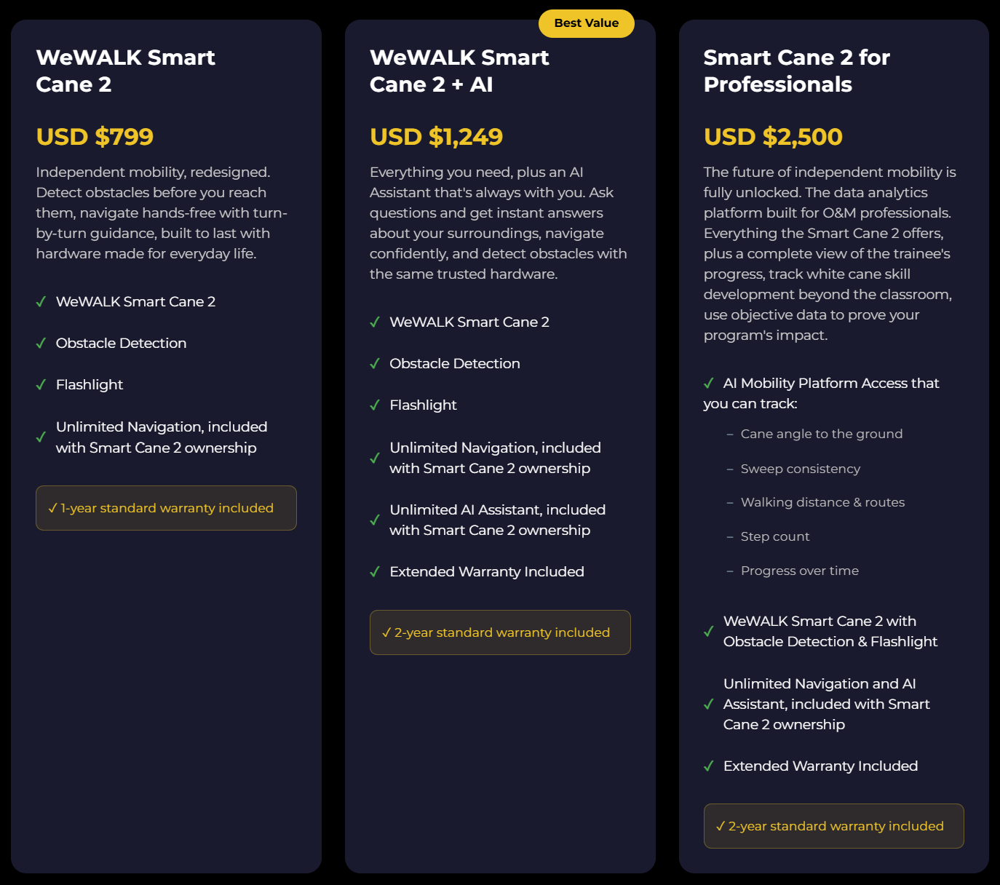 WeWALK Smart
Cane 2
USD $799
Independent mobility, redesigned.
Detect obstacles before you reach
them, navigate hands-free with turn-
by-turn guidance, built to last with
hardware made for everyday life.
✓ WeWALK Smart Cane 2
✓ Obstacle Detection
✓ Flashlight
✓ Unlimited Navigation, included
with Smart Cane 2 ownership
✓ 1-year standard warranty included
Best Value
WeWALK Smart
Cane 2 + AI
USD $1,249
Everything you need, plus an AI
Assistant that's always with you. Ask
questions and get instant answers
about your surroundings, navigate
confidently, and detect obstacles with
the same trusted hardware.
✓ WeWALK Smart Cane 2
✓ Obstacle Detection
✓ Flashlight
✓ Unlimited Navigation, included
with Smart Cane 2 ownership
✓ Unlimited AI Assistant, included
with Smart Cane 2 ownership
✓ Extended Warranty Included
✓ 2-year standard warranty included
Smart Cane 2 for
Professionals
USD $2,500
The future of independent mobility is
fully unlocked. The data analytics
platform built for O&M professionals.
Everything the Smart Cane 2 offers,
plus a complete view of the trainee's
progress, track white cane skill
development beyond the classroom,
use objective data to prove your
program's impact.
✓ AI Mobility Platform Access that
you can track:
– Cane angle to the ground
– Sweep consistency
– Walking distance & routes
– Step count
– Progress over time
✓ WeWALK Smart Cane 2 with
Obstacle Detection & Flashlight
✓ Unlimited Navigation and AI
Assistant, included with Smart
Cane 2 ownership
✓ Extended Warranty Included
✓ 2-year standard warranty included